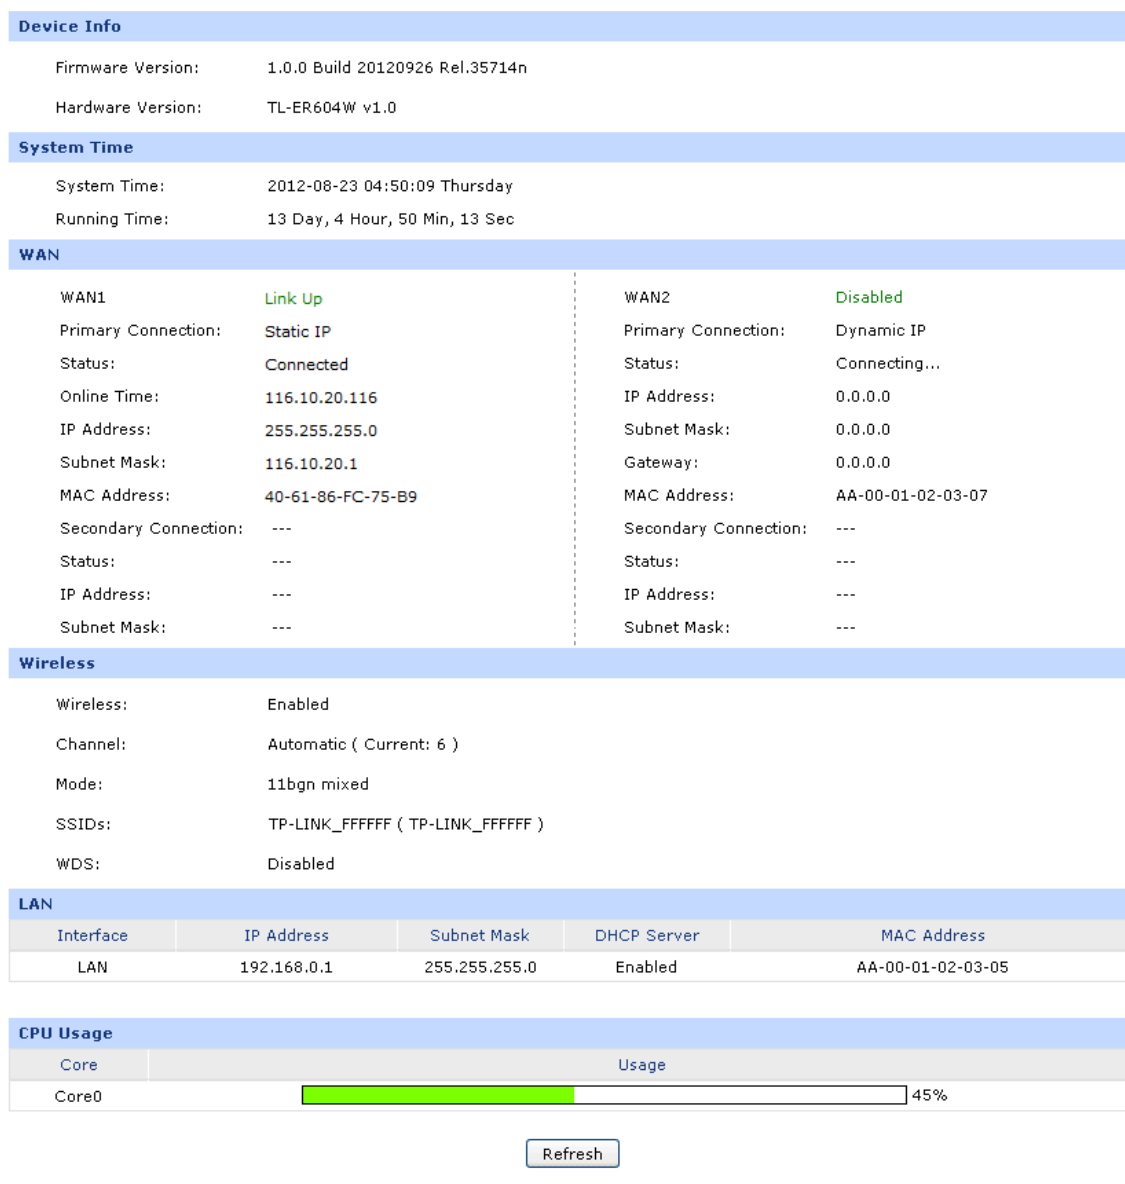 Device Info
Firmware Version: 1.0.0 Build 20120926 Rel.35714n
Hardware Version: TL-ER604W v1.0
System Time
System Time: 2012-08-23 04:50:09 Thursday
Running Time: 13 Day, 4 Hour, 50 Min, 13 Sec
WAN
WAN1 Link Up WAN2 Disabled
Primary Connection: Static IP Primary Connection: Dynamic IP
Status: Connected Status: Connecting...
Online Time: 116.10.20.116 IP Address: 0.0.0.0
IP Address: 255.255.255.0 Subnet Mask: 0.0.0.0
Subnet Mask: 116.10.20.1 Gateway: 0.0.0.0
MAC Address: 40-61-86-FC-75-B9 MAC Address: AA-00-01-02-03-07
Secondary Connection: --- Secondary Connection: ---
Status: --- Status: ---
IP Address: --- IP Address: ---
Subnet Mask: --- Subnet Mask: ---
Wireless
Wireless: Enabled
Channel: Automatic ( Current: 6 )
Mode: 11bgn mixed
SSIDs: TP-LINK_FFFFFF ( TP-LINK_FFFFFF )
WDS: Disabled
LAN
Interface IP Address Subnet Mask DHCP Server MAC Address
LAN 192.168.0.1 255.255.255.0 Enabled AA-00-01-02-03-05
CPU Usage
Core Usage
Core0 45%
Refresh